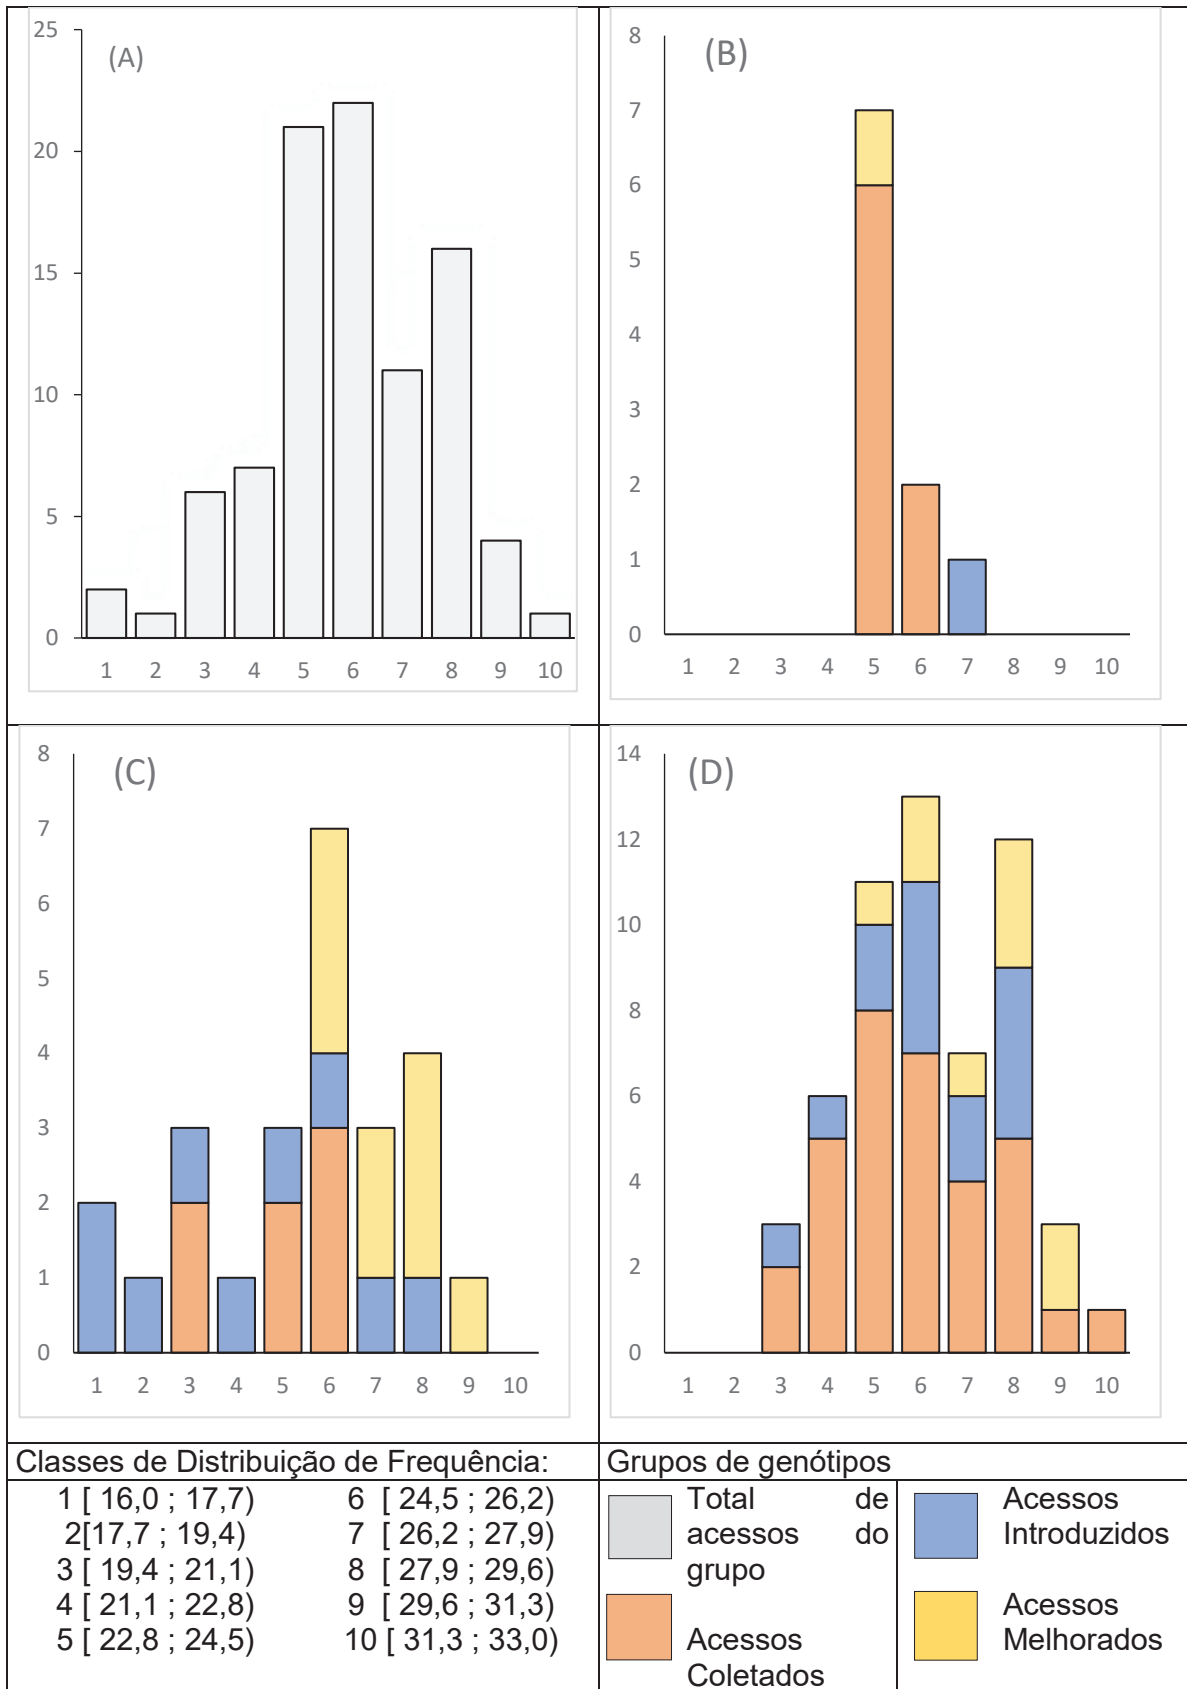 (A)
25
20
15
10
5
0
1 2 3 4 5 6 7 8 9 10
(B)
8
7
6
5
4
3
2
1
0
1 2 3 4 5 6 7 8 9 10
(C)
8
7
6
5
4
3
2
1
0
1 2 3 4 5 6 7 8 9 10
(D)
14
12
10
8
6
4
2
0
1 2 3 4 5 6 7 8 9 10
Classes de Distribuição de Frequência:
1 [ 16,0 ; 17,7)
2[17,7 ; 19,4)
3 [ 19,4 ; 21,1)
4 [ 21,1 ; 22,8)
5 [ 22,8 ; 24,5)
6 [ 24,5 ; 26,2)
7 [ 26,2 ; 27,9)
8 [ 27,9 ; 29,6)
9 [ 29,6 ; 31,3)
10 [ 31,3 ; 33,0)
Grupos de genótipos
Total de
acessos do
grupo
Acessos
Coletados
Acessos
Introduzidos
Acessos
Melhorados